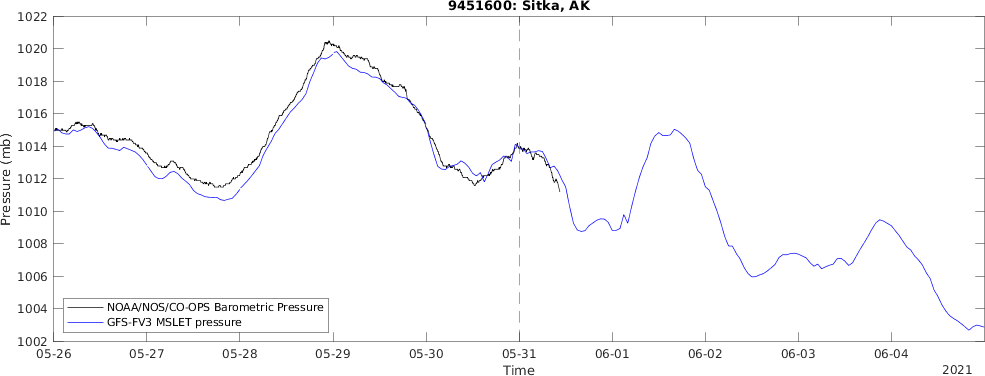 9451600: Sitka, AK
Pressure (mb)
1022
1020
1018
1016
1014
1012
1010
1008
1006
1004
1002
NOAA/NOS/CO-OPS Barometric Pressure
GFS-FV3 MSLET pressure
05-26 05-27 05-28 05-29 05-30 05-31 06-01 06-02 06-03 06-04
Time
2021